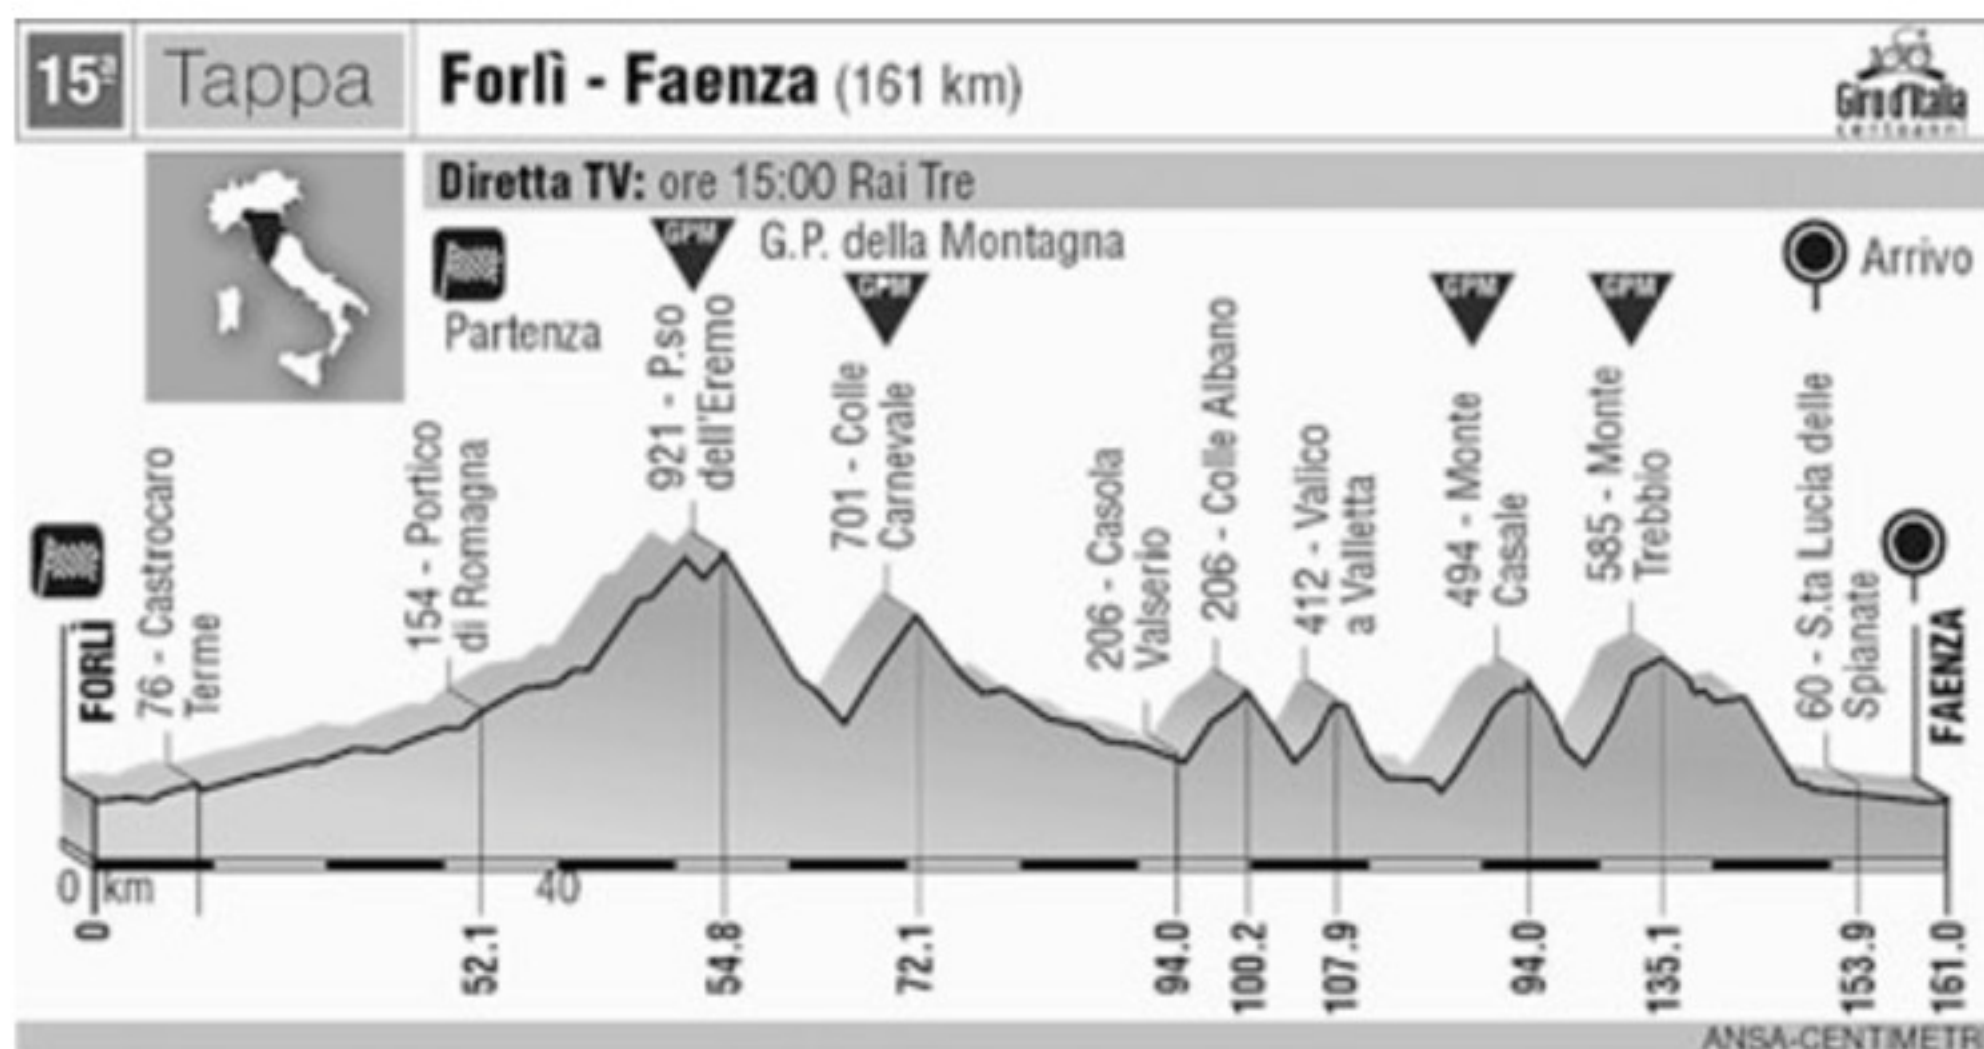 15ª Tappa Forlì - Faenza (161 km)
Giro d'Italia
centoanni
Diretta TV: ore 15:00 Rai Tre
Partenza
GPM
G.P. della Montagna
GPM
GPM
GPM
Arrivo
FORLÌ
76 - Castrocaro
Terme
154 - Portico
di Romagna
921 - P.so
dell'Eremo
701 - Colle
Carnevale
206 - Casola
Valserio
206 - Colle Albano
412 - Valico
a Valletta
494 - Monte
Casale
585 - Monte
Trebbio
60 - S.ta Lucia delle
Spianate
FAENZA
0 km
40
0
52.1
54.8
72.1
94.0
100.2
107.9
94.0
135.1
153.9
161.0
ANSA-CENTIMETRI